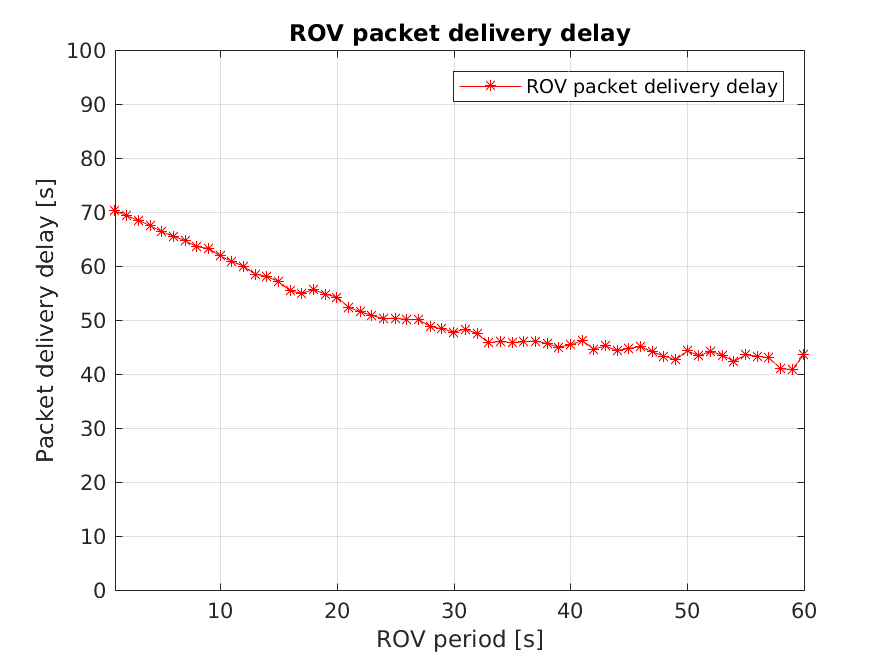 ROV packet delivery delay
ROV packet delivery delay
Packet delivery delay [s]
100
90
80
70
60
50
40
30
20
10
0
10 20 30 40 50 60
ROV period [s]